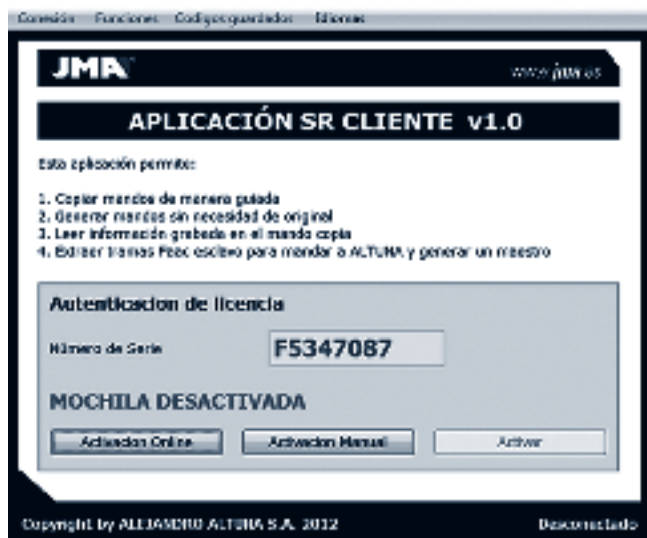 Conexión Funciones Codigos guardados Idiomas
JMA
www.jma.es
APLICACIÓN SR CLIENTE v1.0
Esta aplicación permite:
1. Copiar mandos de manera guiada
2. Generar mandos sin necesidad de original
3. Leer información grabada en el mando copia
4. Extraer tramas Faac esclavo para mandar a ALTUNA y generar un maestro
Autenticacion de licencia
Número de Serie F5347087
MOCHILA DESACTIVADA
Activacion Online Activacion Manual Activar
Copyright by ALEJANDRO ALTUNA S.A. 2012 Desconectado